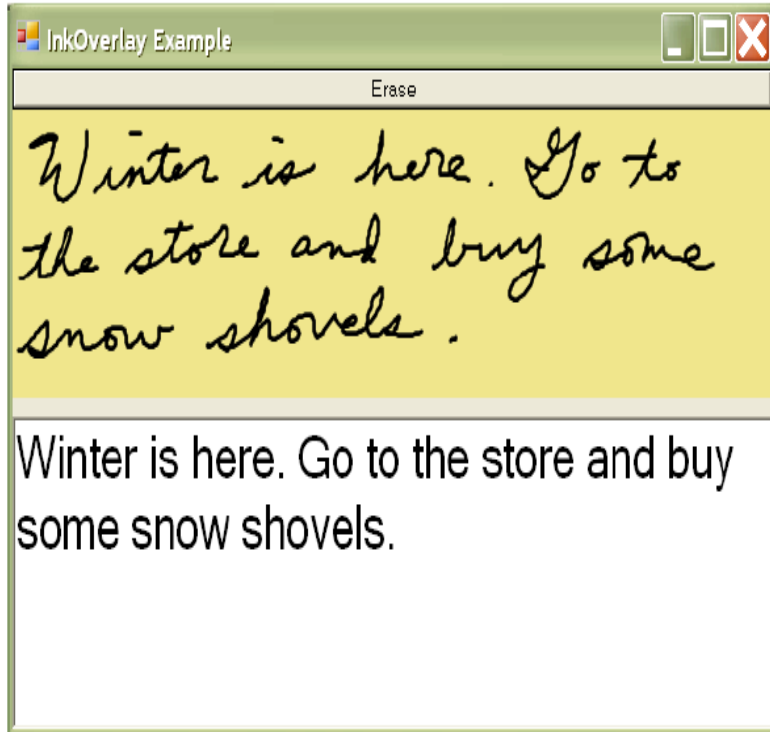 InkOverlay Example
Erase
Winter is here. Go to
the store and buy some
snow shovels.
Winter is here. Go to the store and buy
some snow shovels.